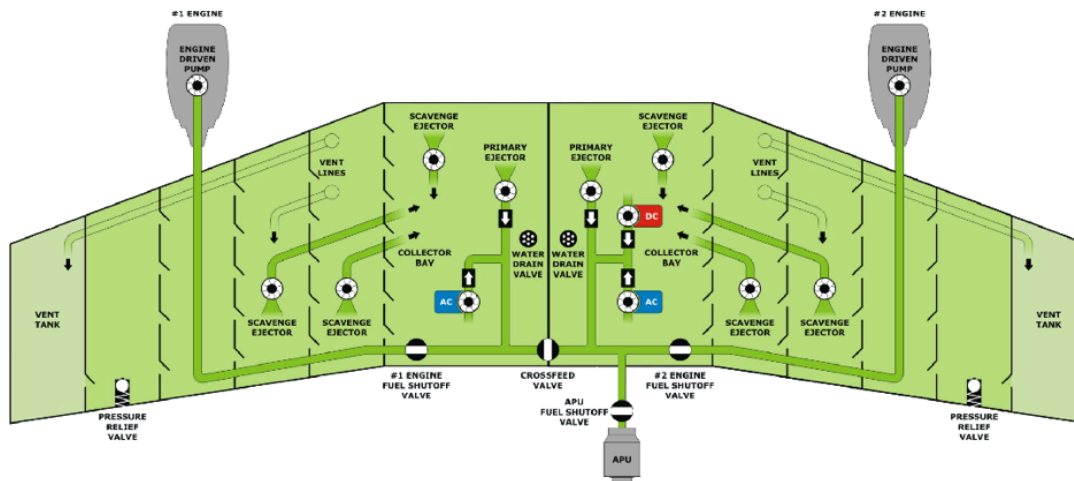 #1 ENGINE
#2 ENGINE
ENGINE
DRIVEN
PUMP
ENGINE
DRIVEN
PUMP
SCAVENGE
EJECTOR
SCAVENGE
EJECTOR
PRIMARY
EJECTOR
PRIMARY
EJECTOR
VENT
LINES
VENT
LINES
DC
COLLECTOR
BAY
WATER
DRAIN
VALVE
WATER
DRAIN
VALVE
COLLECTOR
BAY
AC
AC
VENT
TANK
SCAVENGE
EJECTOR
SCAVENGE
EJECTOR
SCAVENGE
EJECTOR
SCAVENGE
EJECTOR
VENT
TANK
#1 ENGINE
FUEL SHUTOFF
VALVE
CROSSFEED
VALVE
#2 ENGINE
FUEL SHUTOFF
VALVE
APU
FUEL SHUTOFF
VALVE
PRESSURE
RELIEF
VALVE
PRESSURE
RELIEF
VALVE
APU